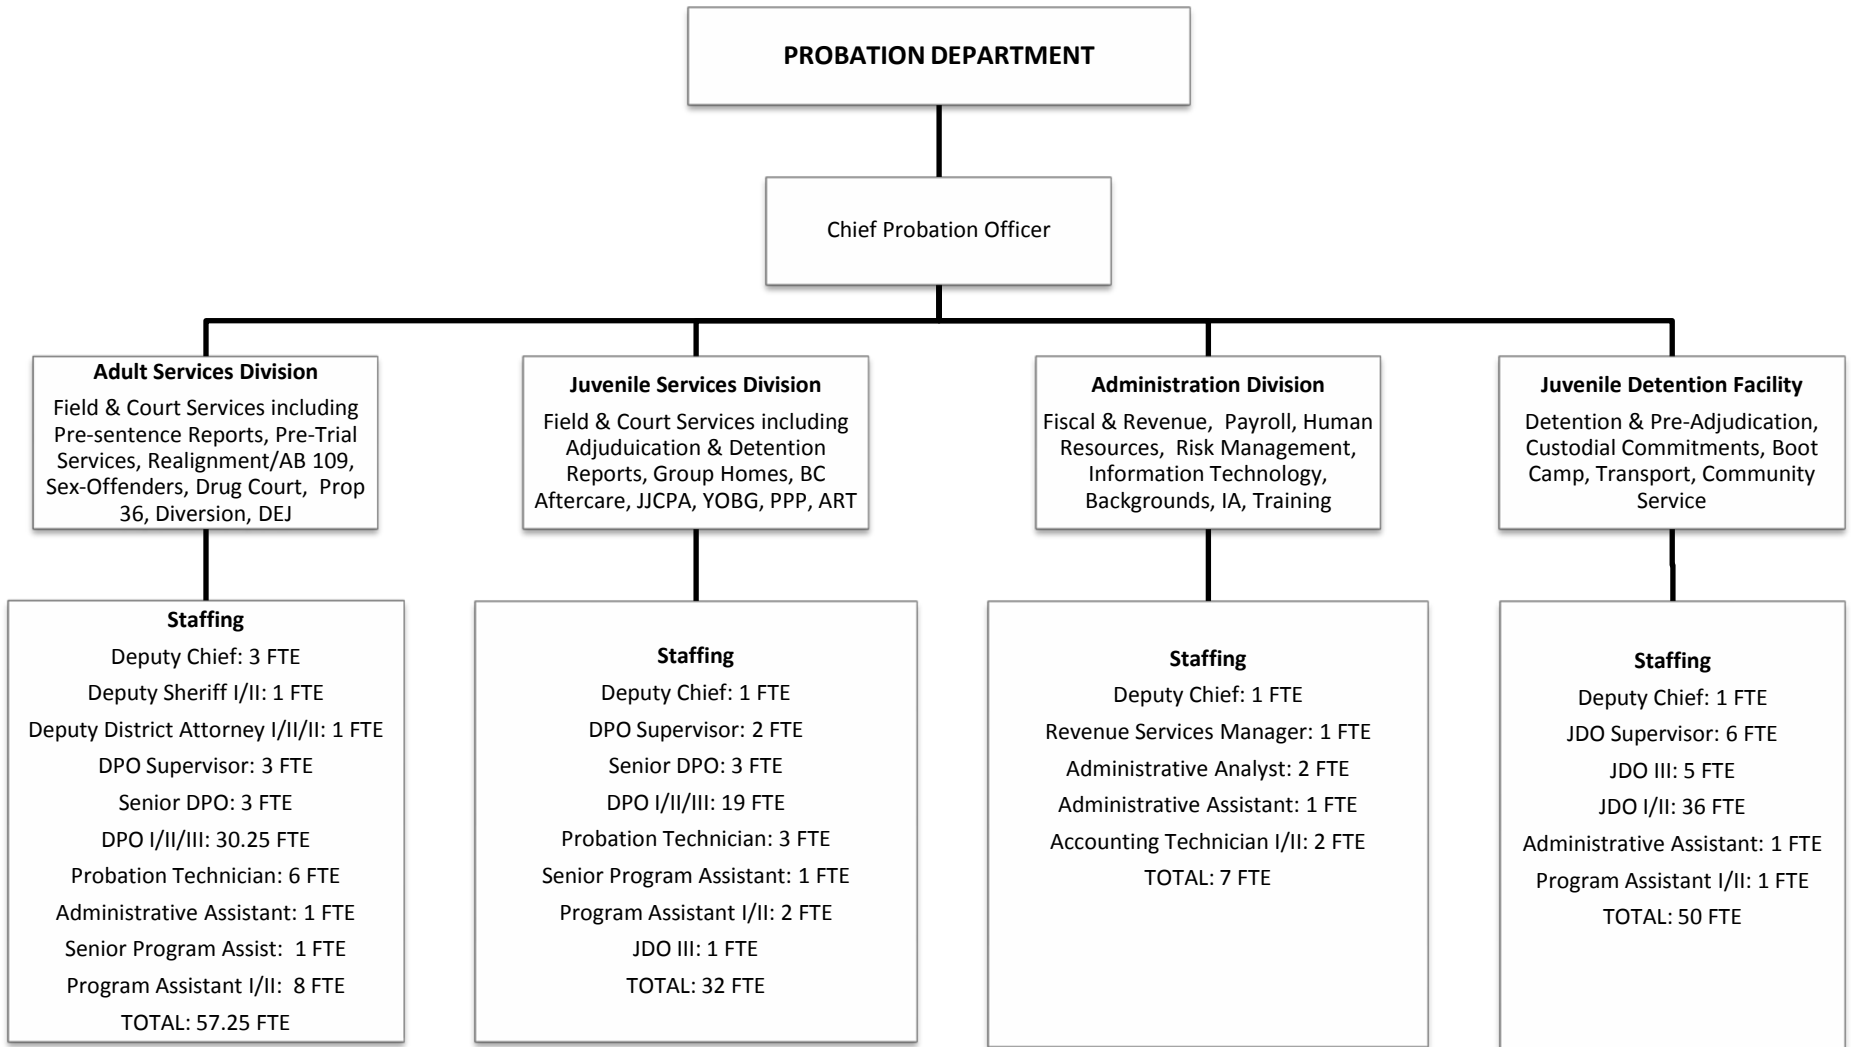 PROBATION DEPARTMENT
Chief Probation Officer
Adult Services Division
Field & Court Services including
Pre-sentence Reports, Pre-Trial
Services, Realignment/AB 109,
Sex-Offenders, Drug Court, Prop
36, Diversion, DEJ
Juvenile Services Division
Field & Court Services including
Adjuduication & Detention
Reports, Group Homes, BC
Aftercare, JJCPA, YOBG, PPP, ART
Administration Division
Fiscal & Revenue, Payroll, Human
Resources, Risk Management,
Information Technology,
Backgrounds, IA, Training
Juvenile Detention Facility
Detention & Pre-Adjudication,
Custodial Commitments, Boot
Camp, Transport, Community
Service
Staffing
Deputy Chief: 3 FTE
Deputy Sheriff I/II: 1 FTE
Deputy District Attorney I/II/II: 1 FTE
DPO Supervisor: 3 FTE
Senior DPO: 3 FTE
DPO I/II/III: 30.25 FTE
Probation Technician: 6 FTE
Administrative Assistant: 1 FTE
Senior Program Assist: 1 FTE
Program Assistant I/II: 8 FTE
TOTAL: 57.25 FTE
Staffing
Deputy Chief: 1 FTE
DPO Supervisor: 2 FTE
Senior DPO: 3 FTE
DPO I/II/III: 19 FTE
Probation Technician: 3 FTE
Senior Program Assistant: 1 FTE
Program Assistant I/II: 2 FTE
JDO III: 1 FTE
TOTAL: 32 FTE
Staffing
Deputy Chief: 1 FTE
Revenue Services Manager: 1 FTE
Administrative Analyst: 2 FTE
Administrative Assistant: 1 FTE
Accounting Technician I/II: 2 FTE
TOTAL: 7 FTE
Staffing
Deputy Chief: 1 FTE
JDO Supervisor: 6 FTE
JDO III: 5 FTE
JDO I/II: 36 FTE
Administrative Assistant: 1 FTE
Program Assistant I/II: 1 FTE
TOTAL: 50 FTE